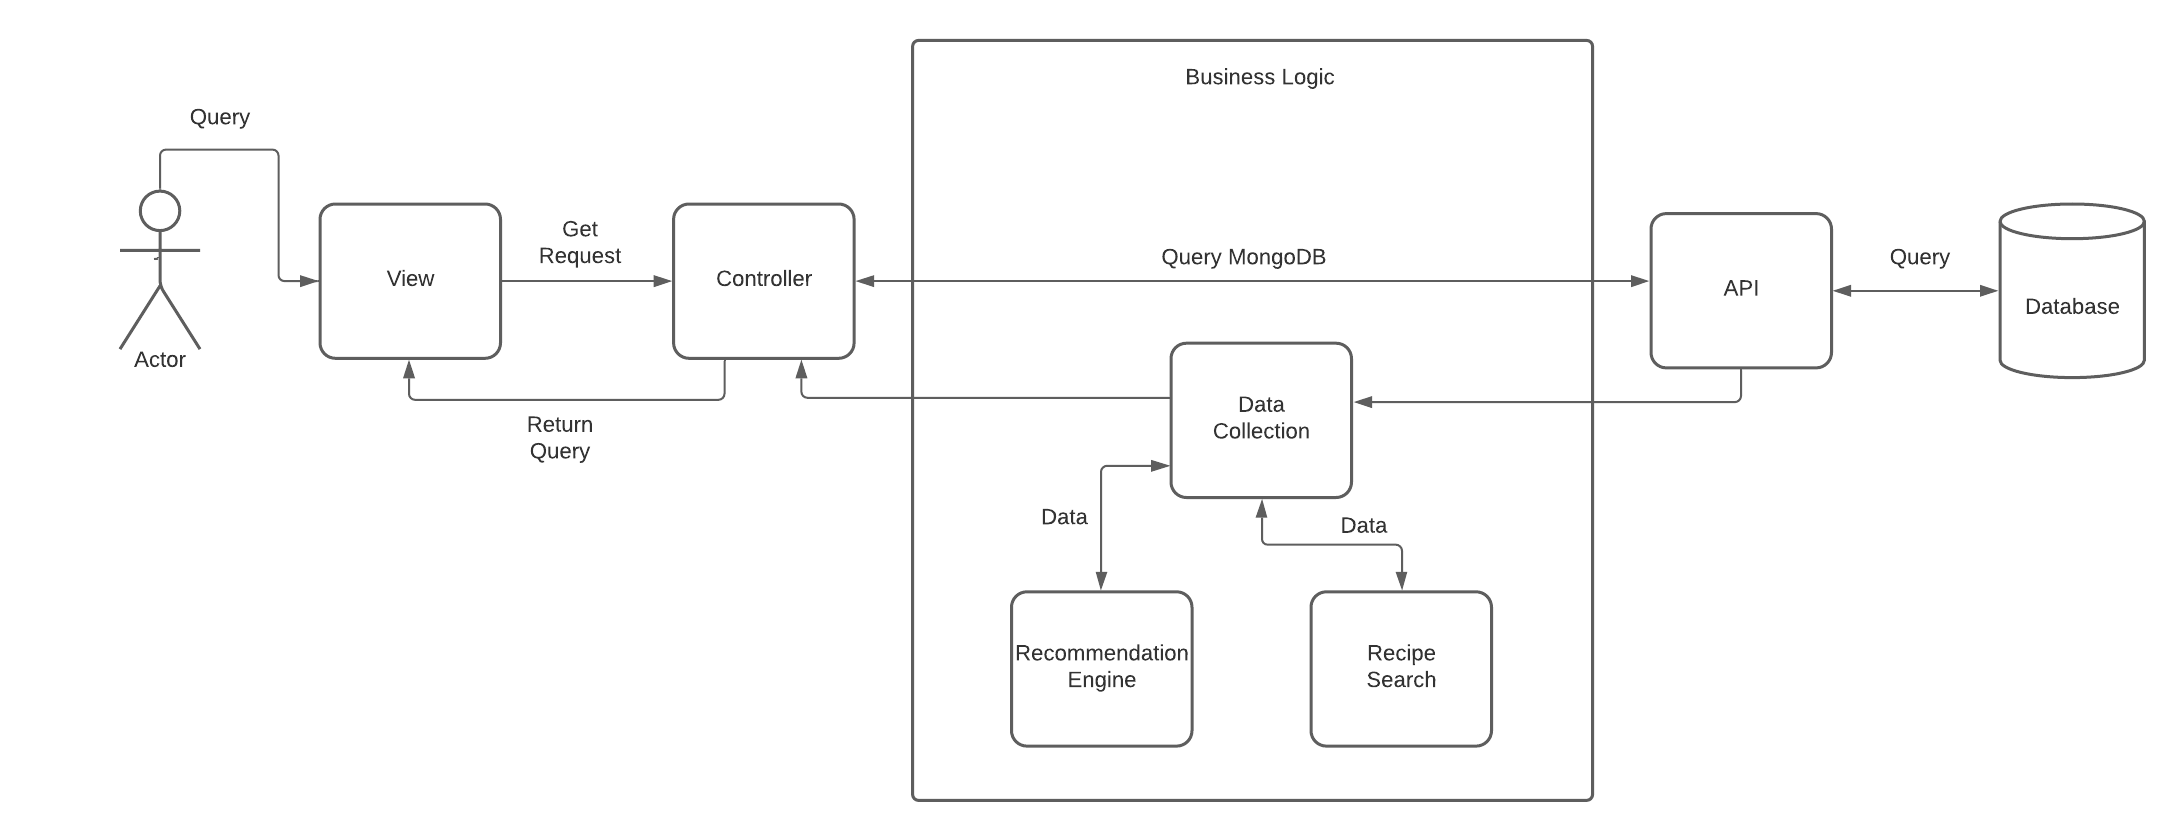 Business Logic
Query
Get
Request
Query MongoDB
Query
View
Controller
API
Database
Actor
Return
Query
Data
Collection
Data
Data
Recommendation
Engine
Recipe
Search